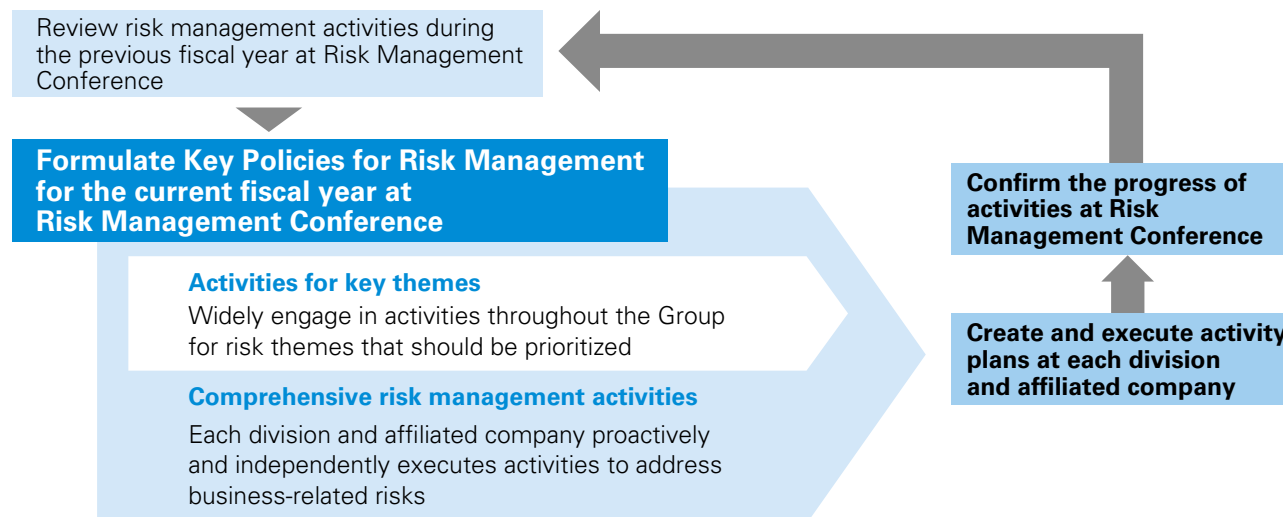 Review risk management activities during
the previous fiscal year at Risk Management
Conference
Formulate Key Policies for Risk Management
for the current fiscal year at
Risk Management Conference
Activities for key themes
Widely engage in activities throughout the Group
for risk themes that should be prioritized
Comprehensive risk management activities
Each division and affiliated company proactively
and independently executes activities to address
business-related risks
Create and execute activity
plans at each division
and affiliated company
Confirm the progress of
activities at Risk
Management Conference